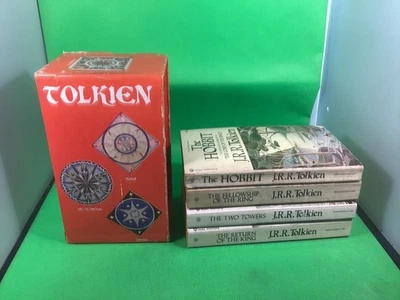 TOLKIEN
The HOBBIT
J.R.R. Tolkien
The HOBBIT J.R.R. Tolkien
THE FELLOWSHIP
OF THE RING J.R.R. Tolkien
THE TWO TOWERS J.R.R. Tolkien
THE RETURN
OF THE KING J.R.R. Tolkien